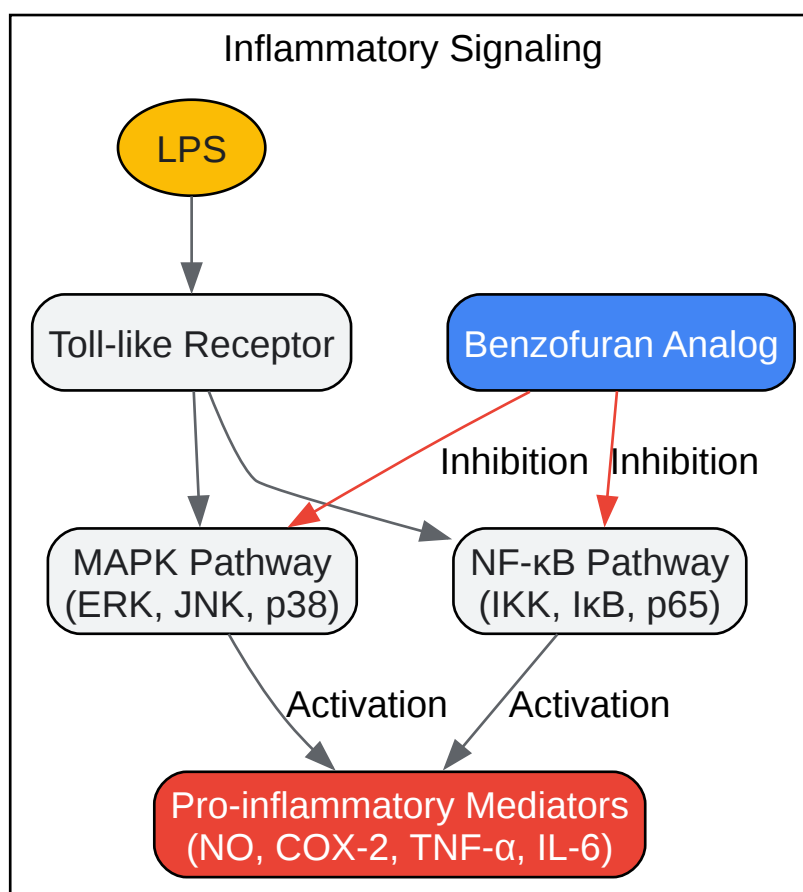 Inflammatory Signaling
LPS
Toll-like Receptor
Benzofuran Analog
Inhibition
Inhibition
MAPK Pathway
(ERK, JNK, p38)
NF-κB Pathway
(IKK, IκB, p65)
Activation
Activation
Pro-inflammatory Mediators
(NO, COX-2, TNF-α, IL-6)